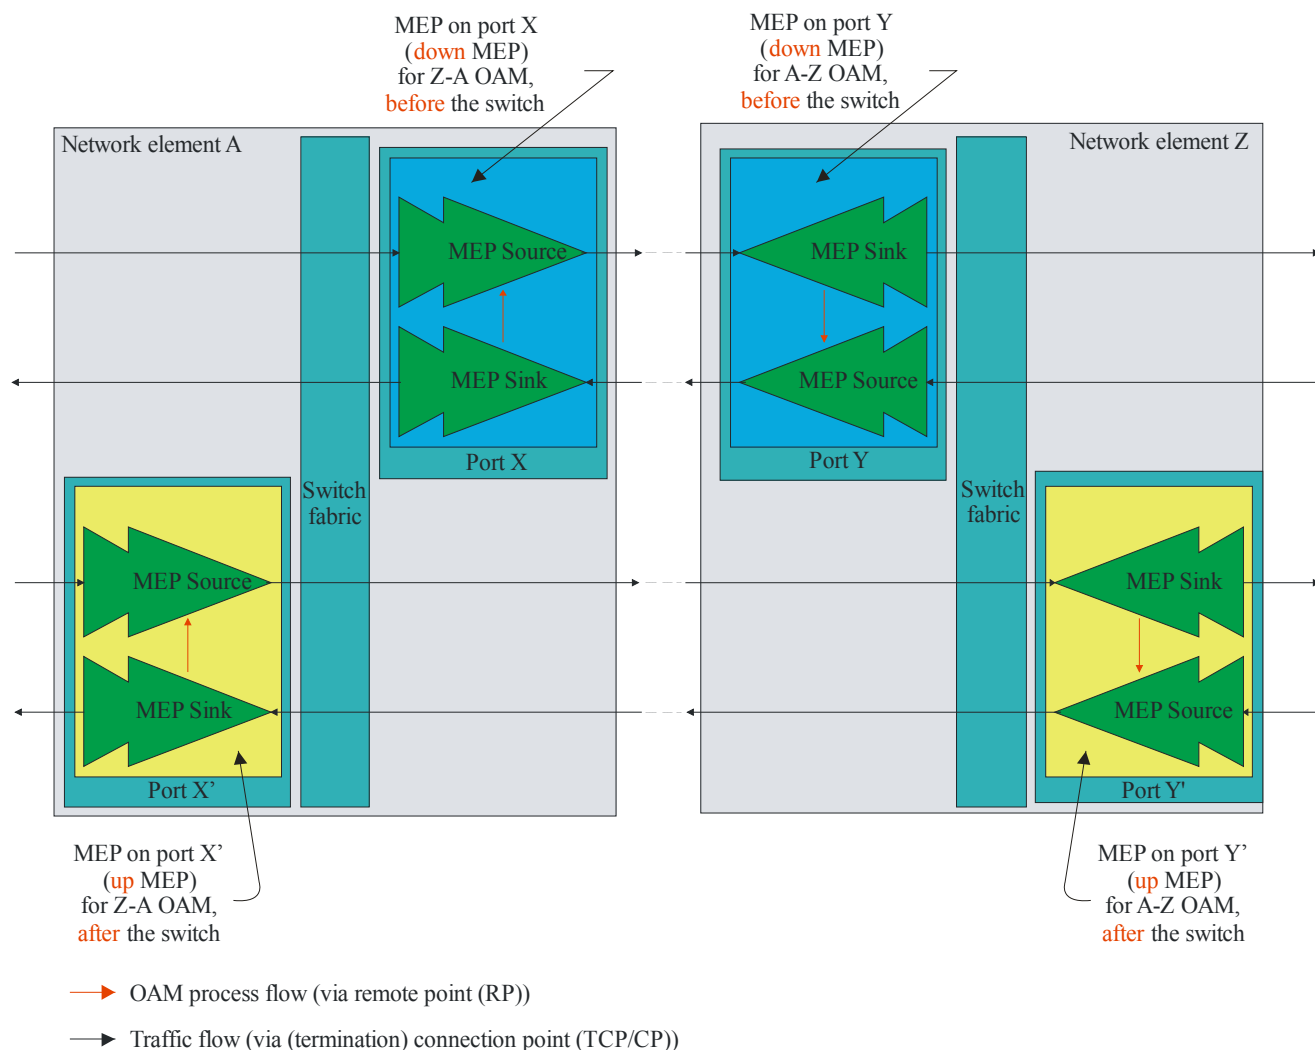 MEP on port X
(down MEP)
for Z-A OAM,
before the switch
MEP on port Y
(down MEP)
for A-Z OAM,
before the switch
Network element A
Network element Z
MEP Source
MEP Sink
MEP Sink
MEP Source
Port X
Port Y
Switch
fabric
Switch
fabric
MEP Source
MEP Sink
MEP Sink
MEP Source
Port X’
Port Y'
MEP on port X’
(up MEP)
for Z-A OAM,
after the switch
MEP on port Y’
(up MEP)
for A-Z OAM,
after the switch
OAM process flow (via remote point (RP))
Traffic flow (via (termination) connection point (TCP/CP))